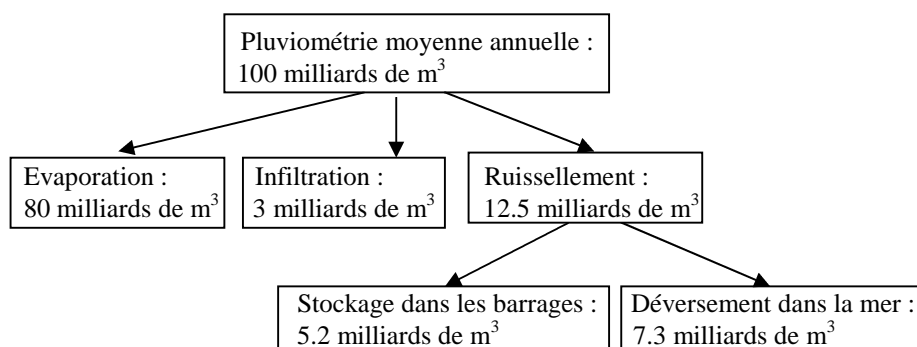 Pluviométrie moyenne annuelle :
100 milliards de m³
Evaporation :
80 milliards de m³
Infiltration :
3 milliards de m³
Ruissellement :
12.5 milliards de m³
Stockage dans les barrages :
5.2 milliards de m³
Déversement dans la mer :
7.3 milliards de m³